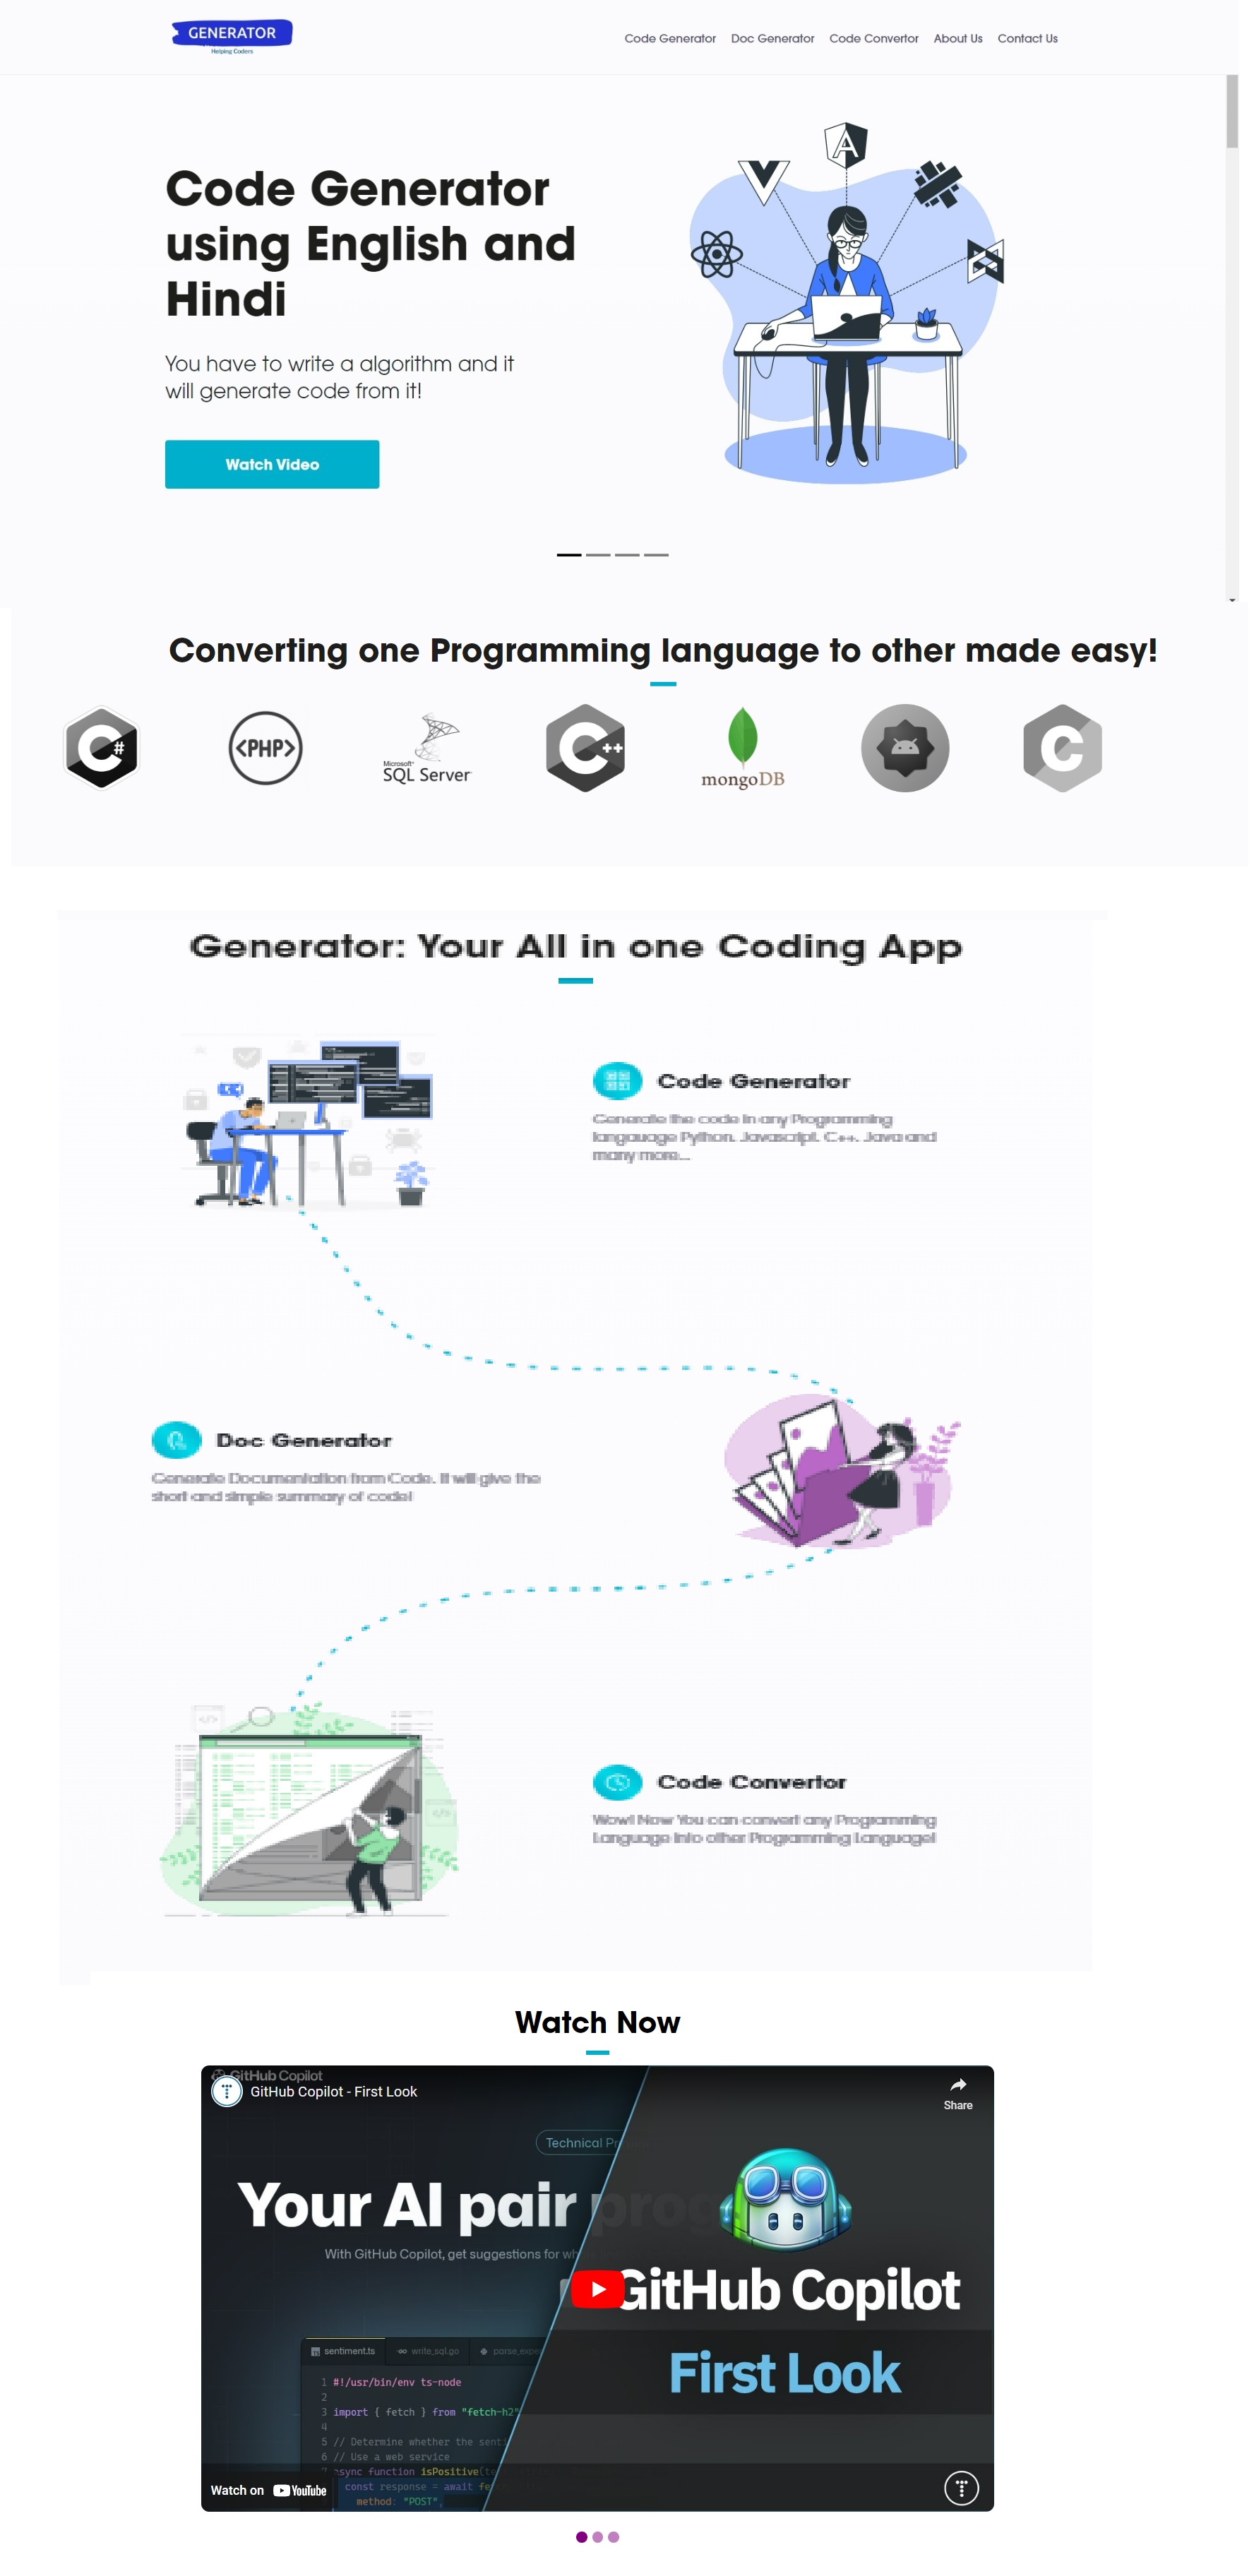 GENERATOR
Helping Coders
Code Generator Doc Generator Code Convertor About Us Contact Us
Code Generator
using English and
Hindi
You have to write a algorithm and it
will generate code from it!
Watch Video
Converting one Programming language to other made easy!
C#
<PHP>
C++
C
Microsoft
SQL Server
mongoDB
Generator: Your All in one Coding App
Code Generator
Generate the code in any Programming
langauage Python, Javascript, C++, Java and
many more...
Doc Generator
Generate Documentation from Code. It will give the
short and simple summary of code!
Code Convertor
Wow! Now You can convert any Programming
Language into other Programming Language!
Watch Now
GitHub Copilot
GitHub Copilot - First Look
Share
Technical Pr
Your AI pair prog
With GitHub Copilot, get suggestions for wh
GitHub Copilot
First Look
sentiment.ts write_sql.go parse_expe
1 #!/usr/bin/env ts-node
2
3 import { fetch } from "fetch-h2"
4
5 // Determine whether the senti
6 // Use a web service
7 async function isPositive(te
const response = await fe
method: "POST",
Watch on YouTube